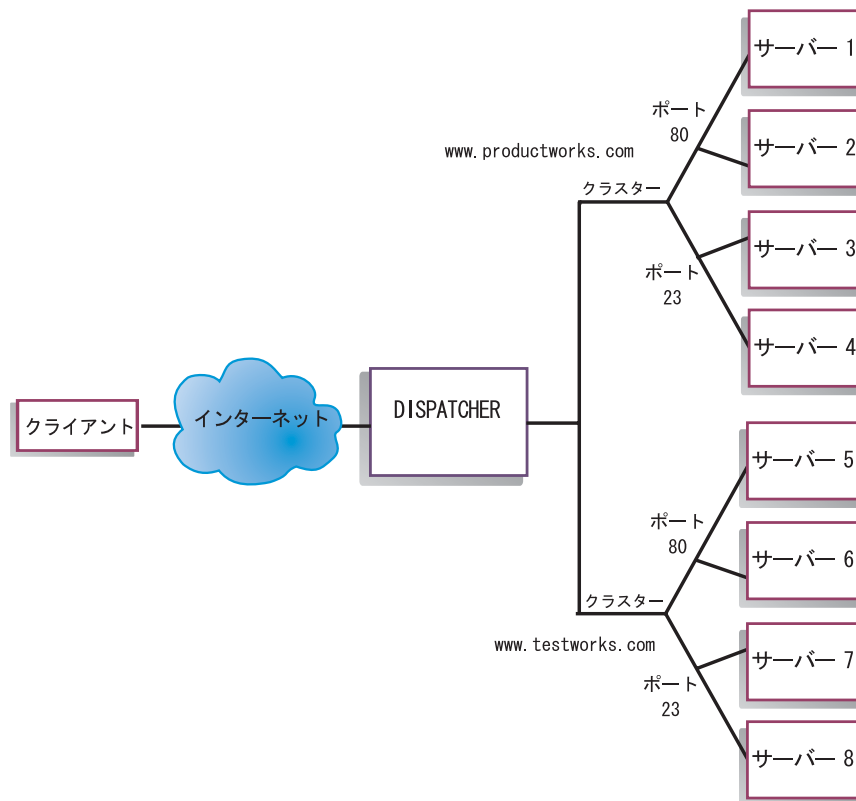 サーバー 1
ポート
80
サーバー 2
www.productworks.com
クラスター
サーバー 3
ポート
23
サーバー 4
クライアント
インターネット
DISPATCHER
サーバー 5
ポート
80
サーバー 6
クラスター
www.testworks.com
サーバー 7
ポート
23
サーバー 8